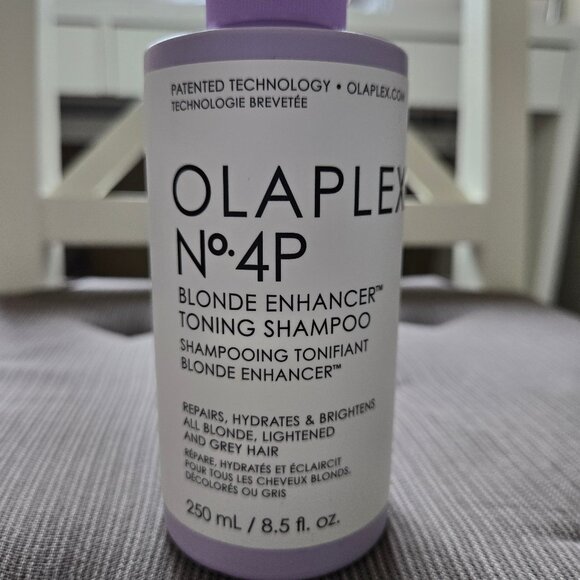 PATENTED TECHNOLOGY • OLAPLEX.COM
TECHNOLOGIE BREVETÉE
OLAPLEX
Nº.4P
BLONDE ENHANCER™
TONING SHAMPOO
SHAMPOOING TONIFIANT
BLONDE ENHANCER™
REPAIRS, HYDRATES & BRIGHTENS
ALL BLONDE, LIGHTENED
AND GREY HAIR
RÉPARE, HYDRATÉS ET ÉCLAIRCIT
POUR TOUS LES CHEVEUX BLONDS,
DÉCOLORÉS OU GRIS
250 mL / 8.5 fl. oz.